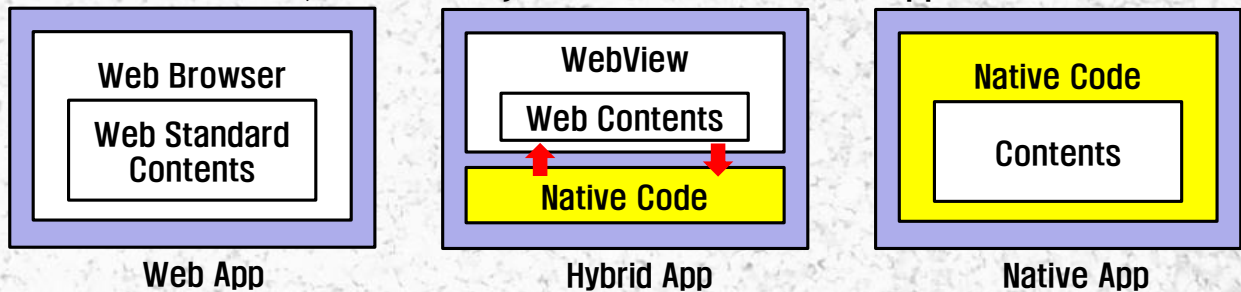 Web Browser
Web Standard
Contents
Web App
WebView
Web Contents
Native Code
Hybrid App
Native Code
Contents
Native App